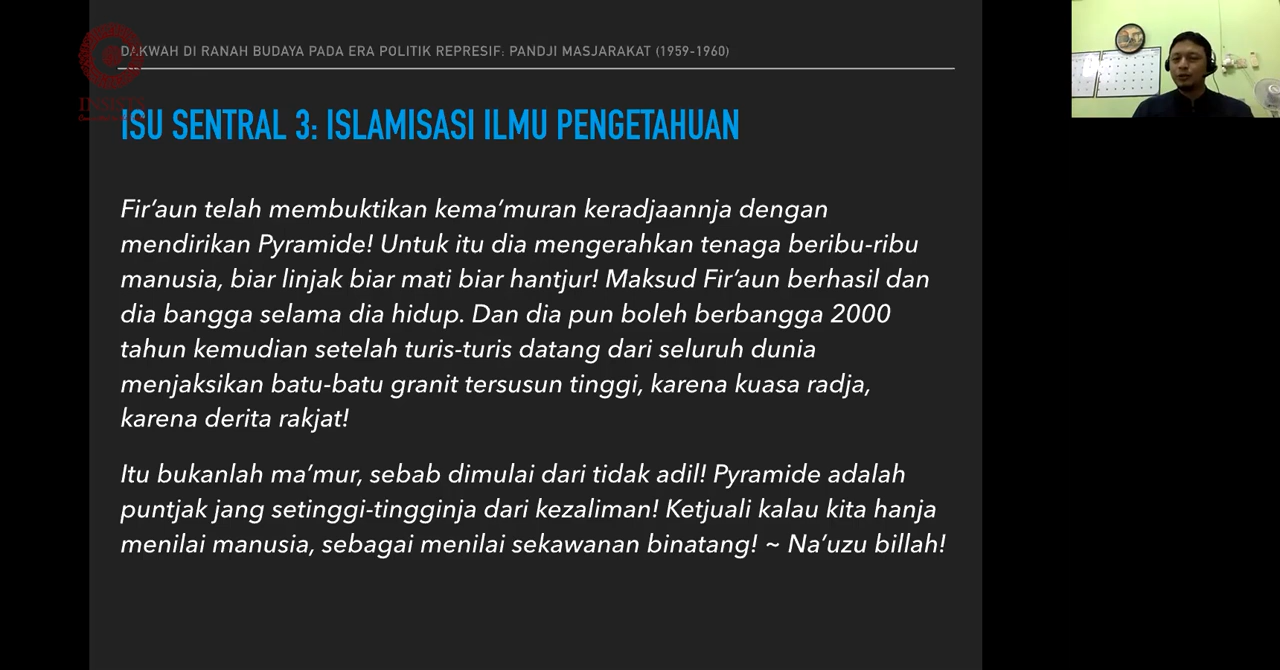 DAKWAH DI RANAH BUDAYA PADA ERA POLITIK REPRESIF: PANDJI MASJARAKAT (1959-1960)
INSISTS
ISU SENTRAL 3: ISLAMISASI ILMU PENGETAHUAN
Fir’aun telah membuktikan kema’muran keradjaannja dengan
mendirikan Pyramide! Untuk itu dia mengerahkan tenaga beribu-ribu
manusia, biar linjak biar mati biar hantjur! Maksud Fir’aun berhasil dan
dia bangga selama dia hidup. Dan dia pun boleh berbangga 2000
tahun kemudian setelah turis-turis datang dari seluruh dunia
menjaksikan batu-batu granit tersusun tinggi, karena kuasa radja,
karena derita rakjat!
Itu bukanlah ma’mur, sebab dimulai dari tidak adil! Pyramide adalah
puntjak jang setinggi-tingginja dari kezaliman! Ketjuali kalau kita hanja
menilai manusia, sebagai menilai sekawanan binatang! ~ Na’uzu billah!